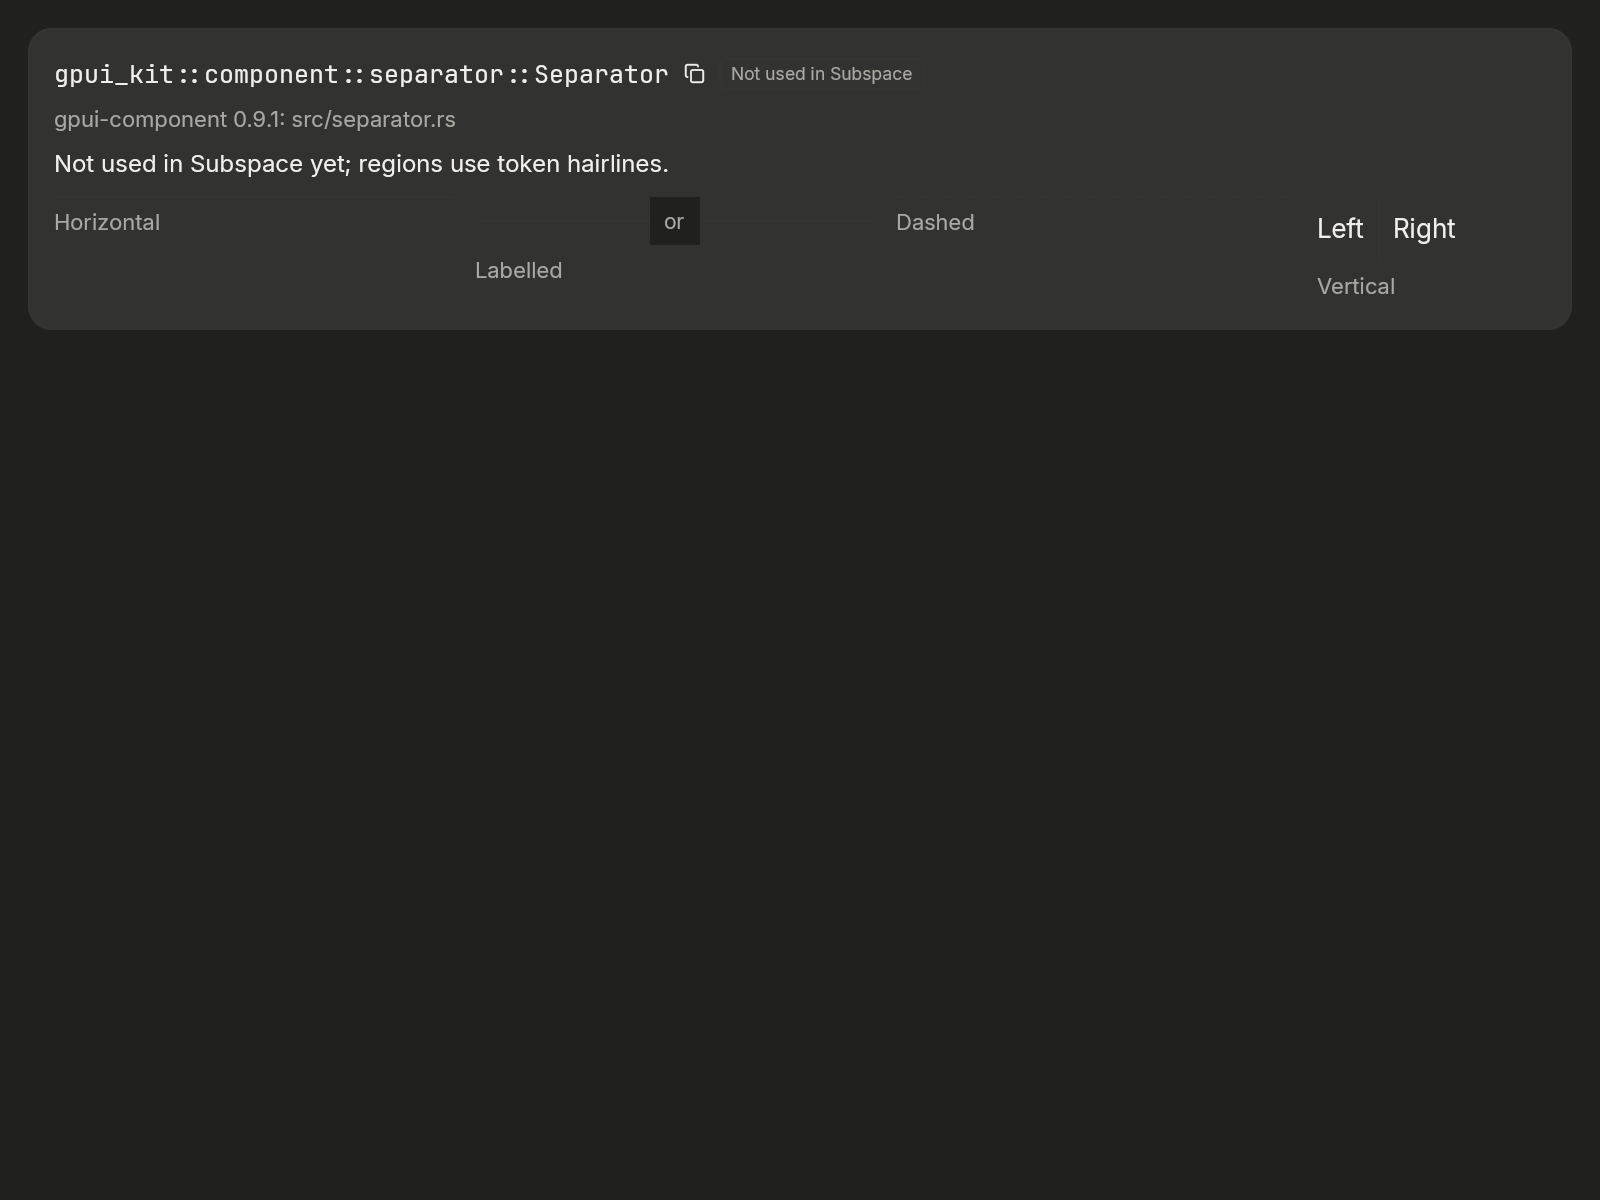 gpui_kit::component::separator::Separator Not used in Subspace
gpui-component 0.9.1: src/separator.rs
Not used in Subspace yet; regions use token hairlines.
Horizontal
or
Labelled
Dashed
Left Right
Vertical